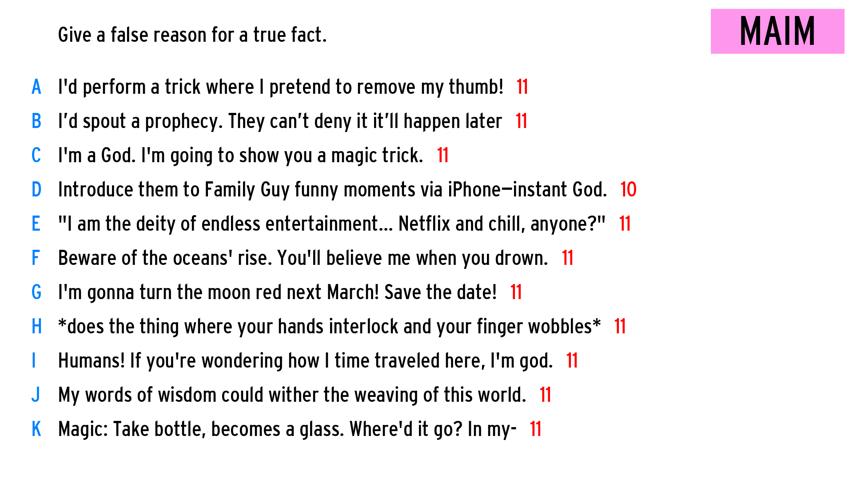 Give a false reason for a true fact.
MAIM
A I'd perform a trick where I pretend to remove my thumb! 11
B I’d spout a prophecy. They can’t deny it it’ll happen later 11
C I'm a God. I'm going to show you a magic trick. 11
D Introduce them to Family Guy funny moments via iPhone—instant God. 10
E "I am the deity of endless entertainment... Netflix and chill, anyone?" 11
F Beware of the oceans' rise. You'll believe me when you drown. 11
G I'm gonna turn the moon red next March! Save the date! 11
H *does the thing where your hands interlock and your finger wobbles* 11
I Humans! If you're wondering how I time traveled here, I'm god. 11
J My words of wisdom could wither the weaving of this world. 11
K Magic: Take bottle, becomes a glass. Where'd it go? In my- 11